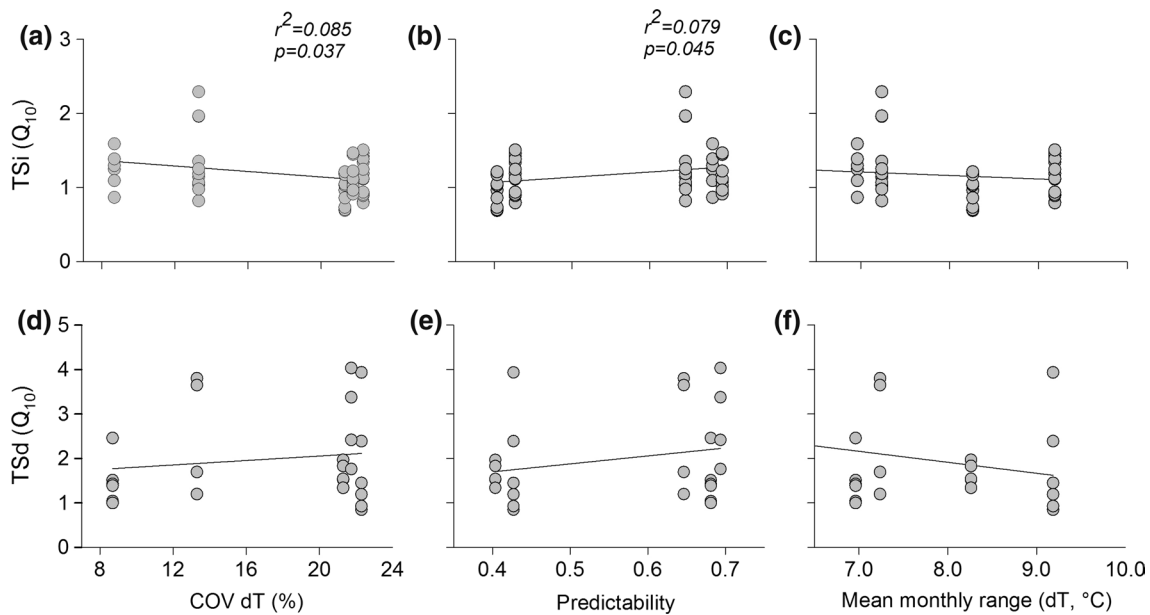 (a)
r²=0.085
p=0.037
(b)
r²=0.079
p=0.045
(c)
TSi (Q₁₀)
3
2
1
0
(d)
(e)
(f)
TSd (Q₁₀)
5
4
3
2
1
0
8 12 16 20 24
COV dT (%)
0.4 0.5 0.6 0.7
Predictability
7.0 8.0 9.0 10.0
Mean monthly range (dT, °C)